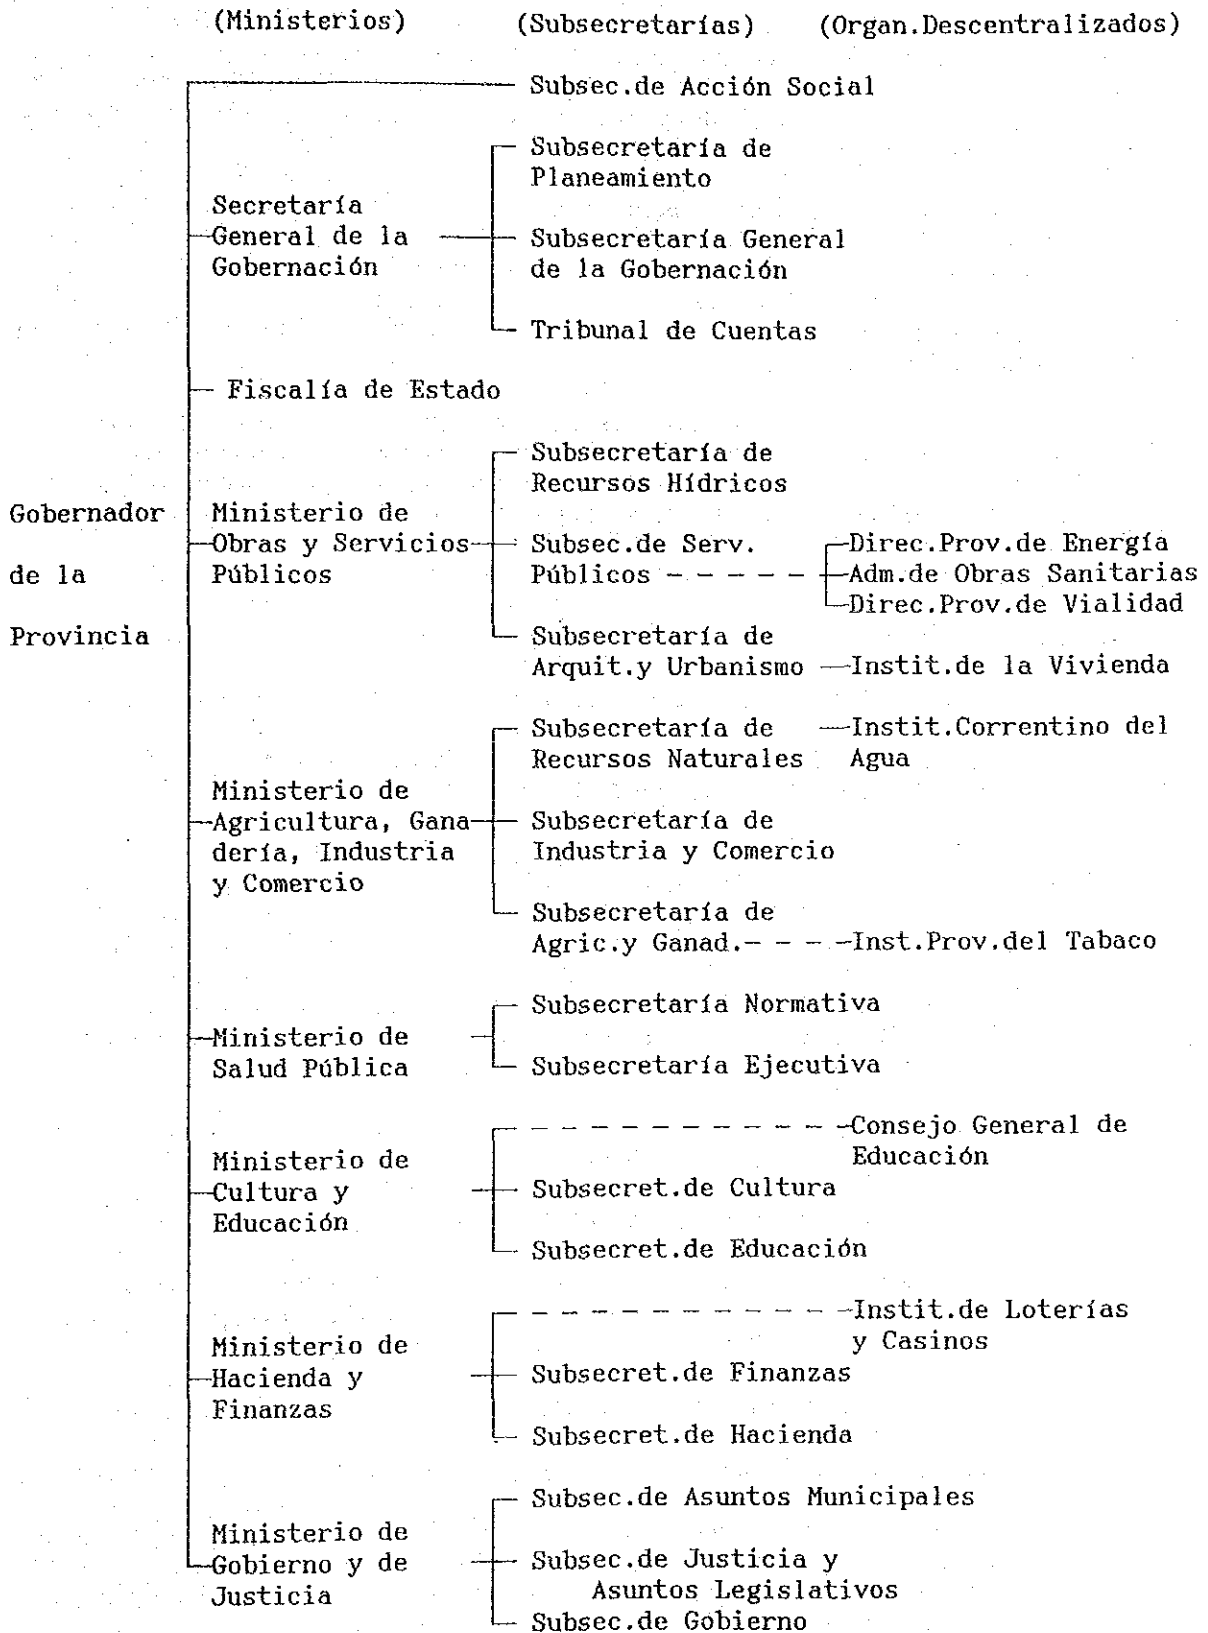 (Ministerios) (Subsecretarías) (Organ.Descentralizados)
Subsec.de Acción Social
Subsecretaría de
Planeamiento
Secretaría
General de la
Gobernación
Subsecretaría General
de la Gobernación
Tribunal de Cuentas
Fiscalía de Estado
Subsecretaría de
Recursos Hídricos
Gobernador
de la
Provincia
Ministerio de
Obras y Servicios
Públicos
Subsec.de Serv.
Públicos
Direc.Prov.de Energía
Adm.de Obras Sanitarias
Direc.Prov.de Vialidad
Subsecretaría de
Arquit.y Urbanismo
Instit.de la Vivienda
Subsecretaría de
Recursos Naturales
Instit.Correntino del
Agua
Ministerio de
Agricultura, Gana
dería, Industria
y Comercio
Subsecretaría de
Industria y Comercio
Subsecretaría de
Agric.y Ganad.
Inst.Prov.del Tabaco
Subsecretaría Normativa
Ministerio de
Salud Pública
Subsecretaría Ejecutiva
Consejo General de
Educación
Ministerio de
Cultura y
Educación
Subsecret.de Cultura
Subsecret.de Educación
Instit.de Loterías
y Casinos
Ministerio de
Hacienda y
Finanzas
Subsecret.de Finanzas
Subsecret.de Hacienda
Subsec.de Asuntos Municipales
Ministerio de
Gobierno y de
Justicia
Subsec.de Justicia y
Asuntos Legislativos
Subsec.de Gobierno